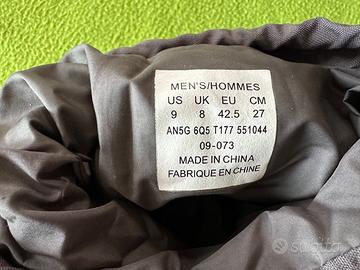 MEN'S/HOMMES
US UK EU CM
9 8 42.5 27
AN5G 6Q5 T177 551044
09-073
MADE IN CHINA
FABRIQUE EN CHINE
subito